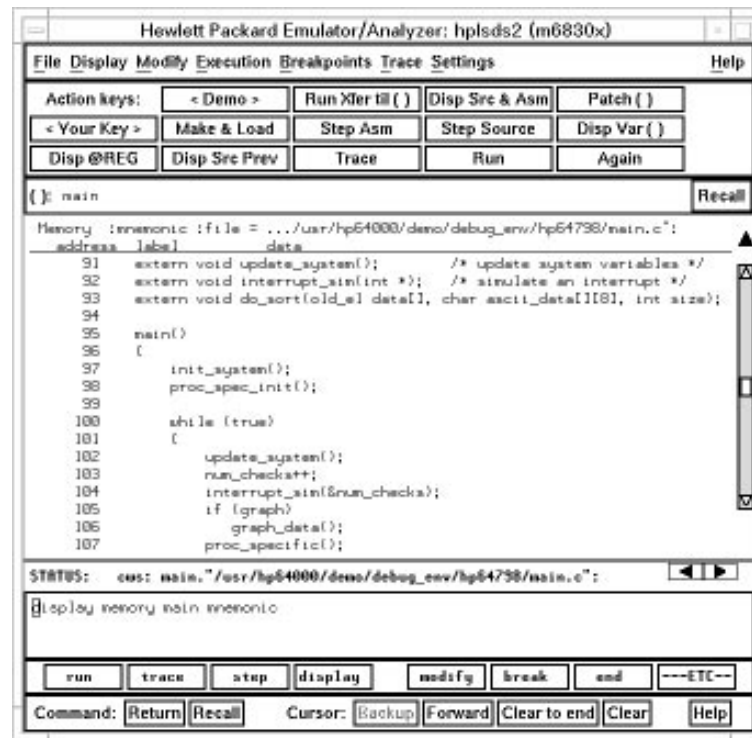 Hewlett Packard Emulator/Analyzer: hplsds2 (m6830x)
File Display Modify Execution Breakpoints Trace Settings Help
Action keys: < Demo > Run Xfer til ( ) Disp Src & Asm Patch ( )
< Your Key > Make & Load Step Asm Step Source Disp Var ( )
Disp @REG Disp Src Prev Trace Run Again
( ): main Recall
Memory :mnemonic :file = .../usr/hp64000/demo/debug_env/hp64798/main.c":
address label data
91 extern void update_system(); /* update system variables */
92 extern void interrupt_sim(int *); /* simulate an interrupt */
93 extern void do_sort(old_el data[], char ascii_data[][8], int size);
94
95 main()
96 {
97 init_system();
98 proc_spec_init();
99
100 while (true)
101 {
102 update_system();
103 num_checks++;
104 interrupt_sim(&num_checks);
105 if (graph)
106 graph_data();
107 proc_specific();
STATUS: cws: main."/usr/hp64000/demo/debug_env/hp64798/main.c":
display memory main mnemonic
run trace step display modify break end ---ETC--
Command: Return Recall Cursor: Backup Forward Clear to end Clear Help